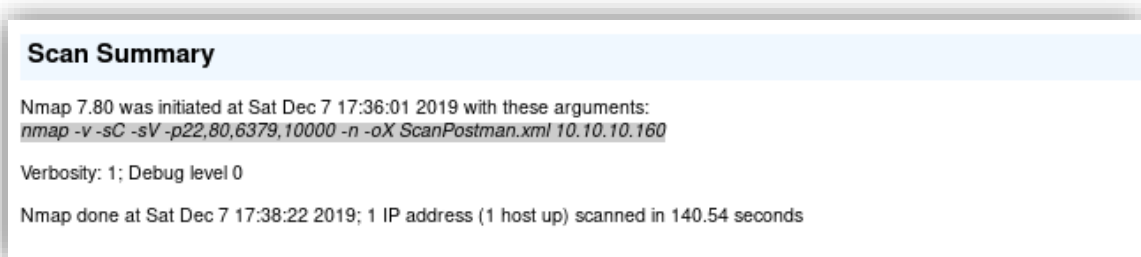 Scan Summary
Nmap 7.80 was initiated at Sat Dec 7 17:36:01 2019 with these arguments:
nmap -v -sC -sV -p22,80,6379,10000 -n -oX ScanPostman.xml 10.10.10.160
Verbosity: 1; Debug level 0
Nmap done at Sat Dec 7 17:38:22 2019; 1 IP address (1 host up) scanned in 140.54 seconds